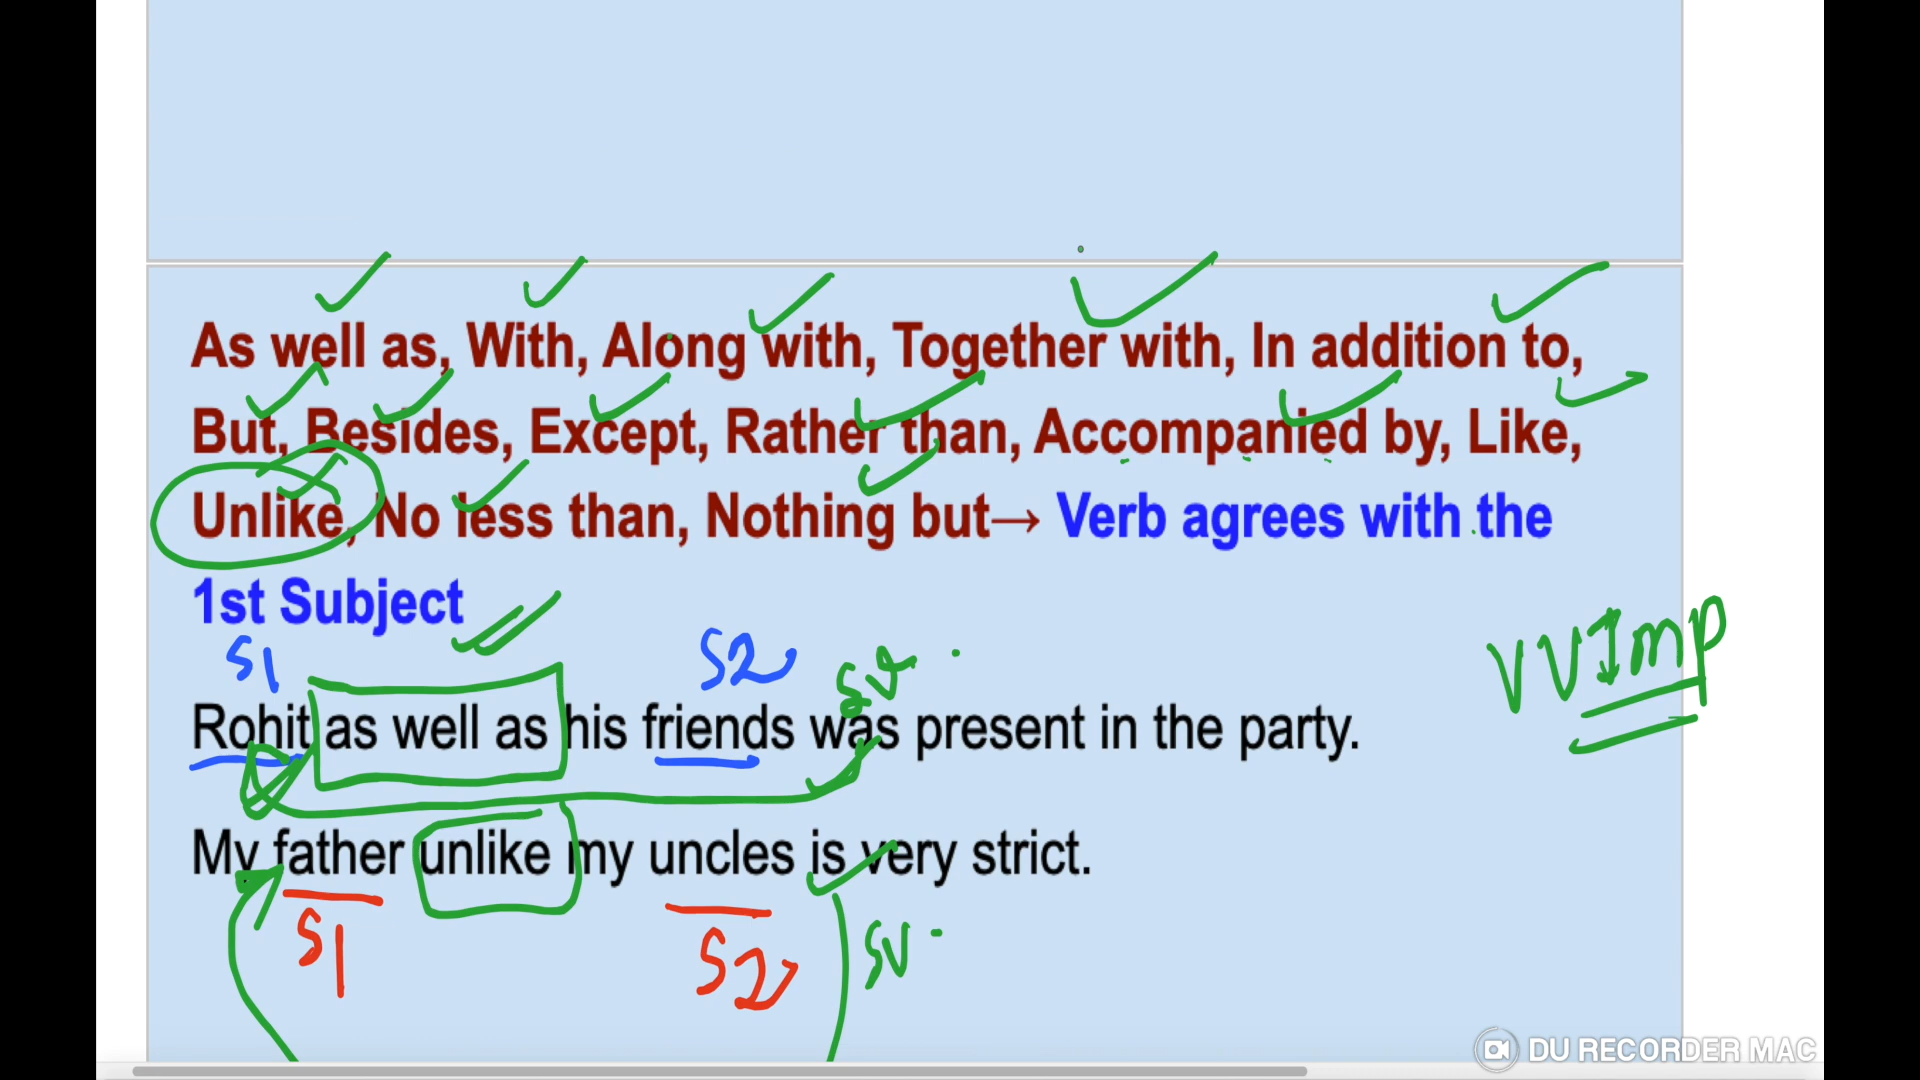 As well as, With, Along with, Together with, In addition to,
But, Besides, Except, Rather than, Accompanied by, Like,
Unlike, No less than, Nothing but→ Verb agrees with the
1st Subject
VVImp
S1 S2 SV
Rohit as well as his friends was present in the party.
My father unlike my uncles is very strict.
S1 S2 SV
DU RECORDER MAC